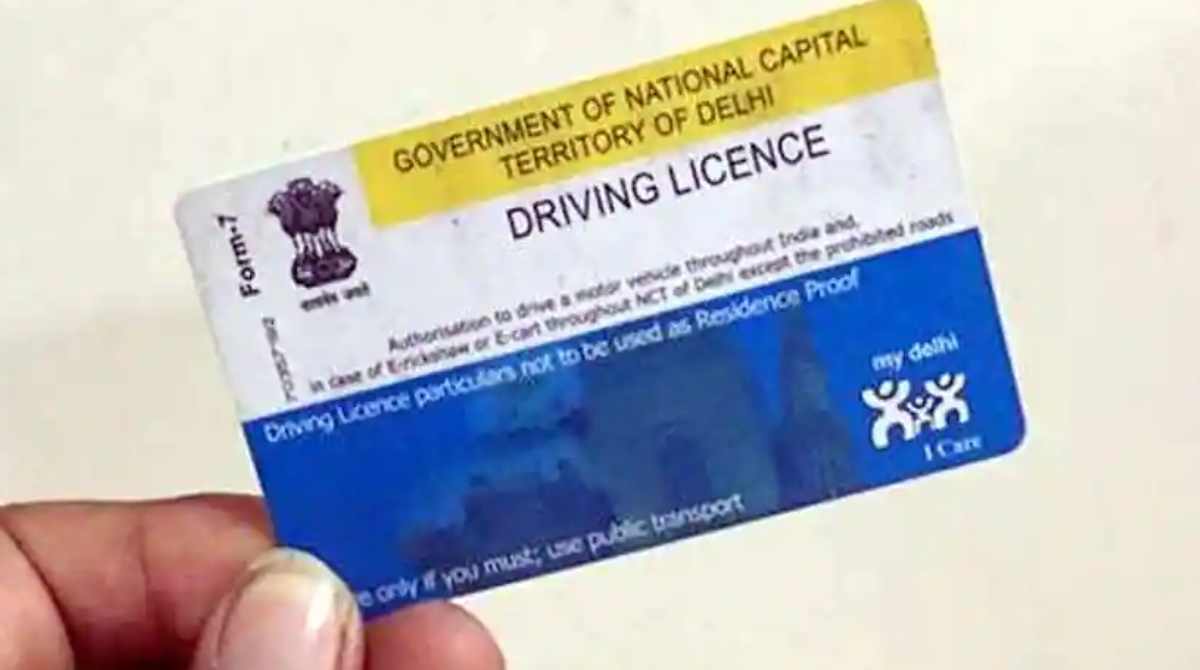 GOVERNMENT OF NATIONAL CAPITAL
TERRITORY OF DELHI
DRIVING LICENCE
Form-7
Authorisation to drive a motor vehicle throughout India and,
in case of E-rickshaw or E-cart throughout NCT of Delhi except the prohibited roads
Driving Licence particulars not to be used as Residence Proof
my delhi
I Care
only if you must; use public transport